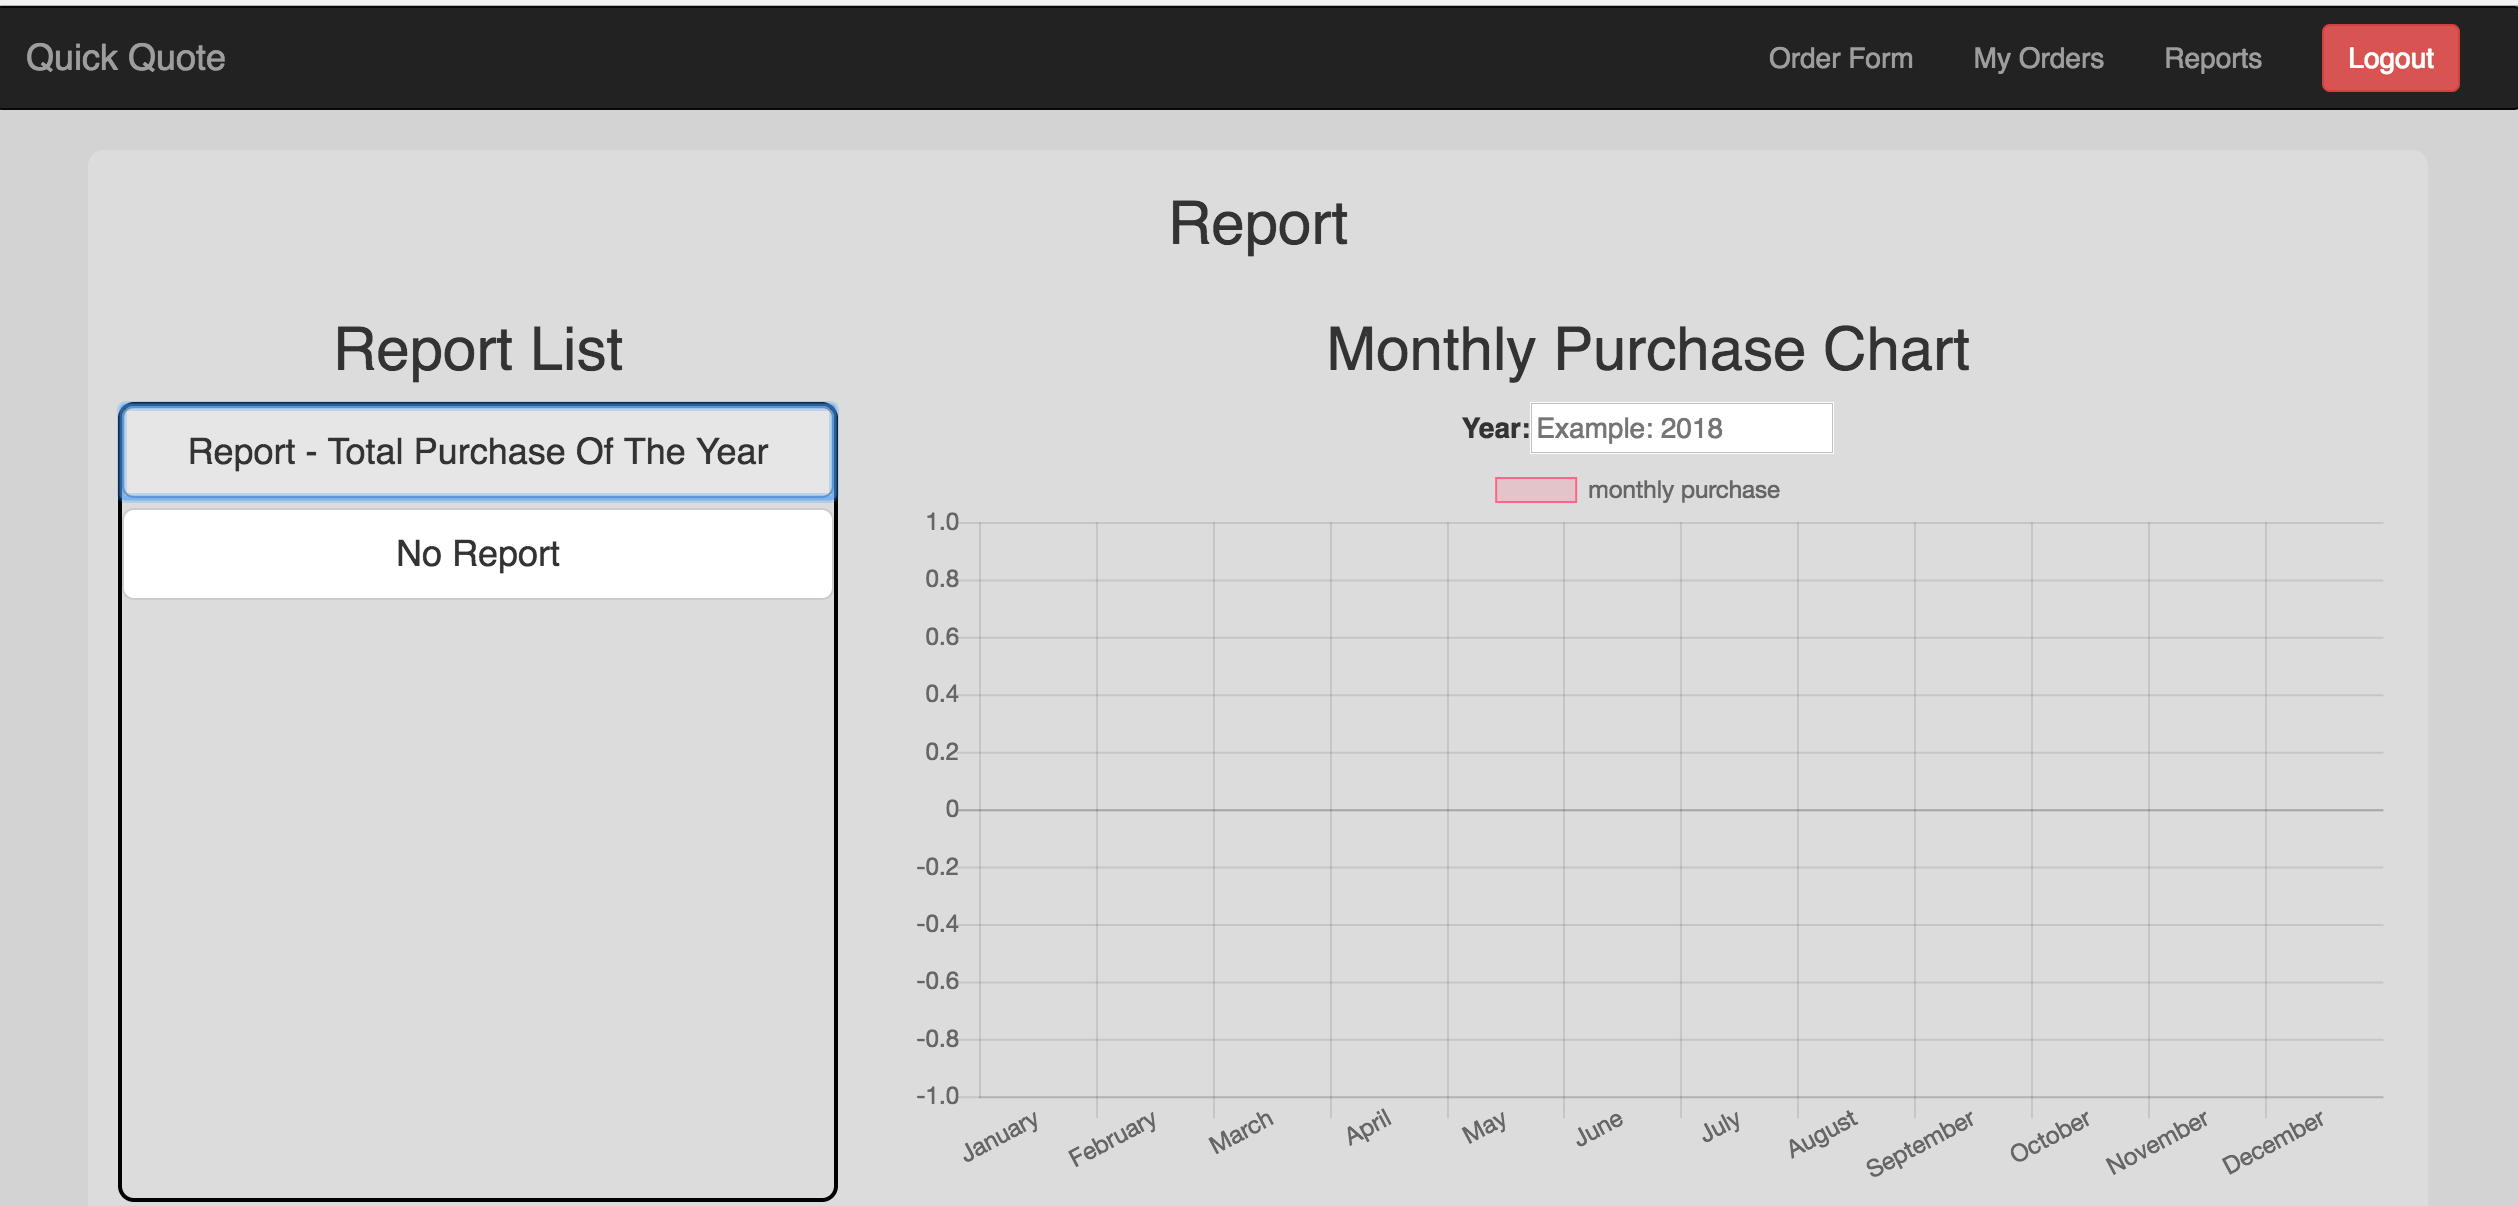 Quick Quote
Order Form
My Orders
Reports
Logout
Report
Report List
Report - Total Purchase Of The Year
No Report
Monthly Purchase Chart
Year: Example: 2018
monthly purchase
1.0
0.8
0.6
0.4
0.2
0
-0.2
-0.4
-0.6
-0.8
-1.0
January
February
March
April
May
June
July
August
September
October
November
December